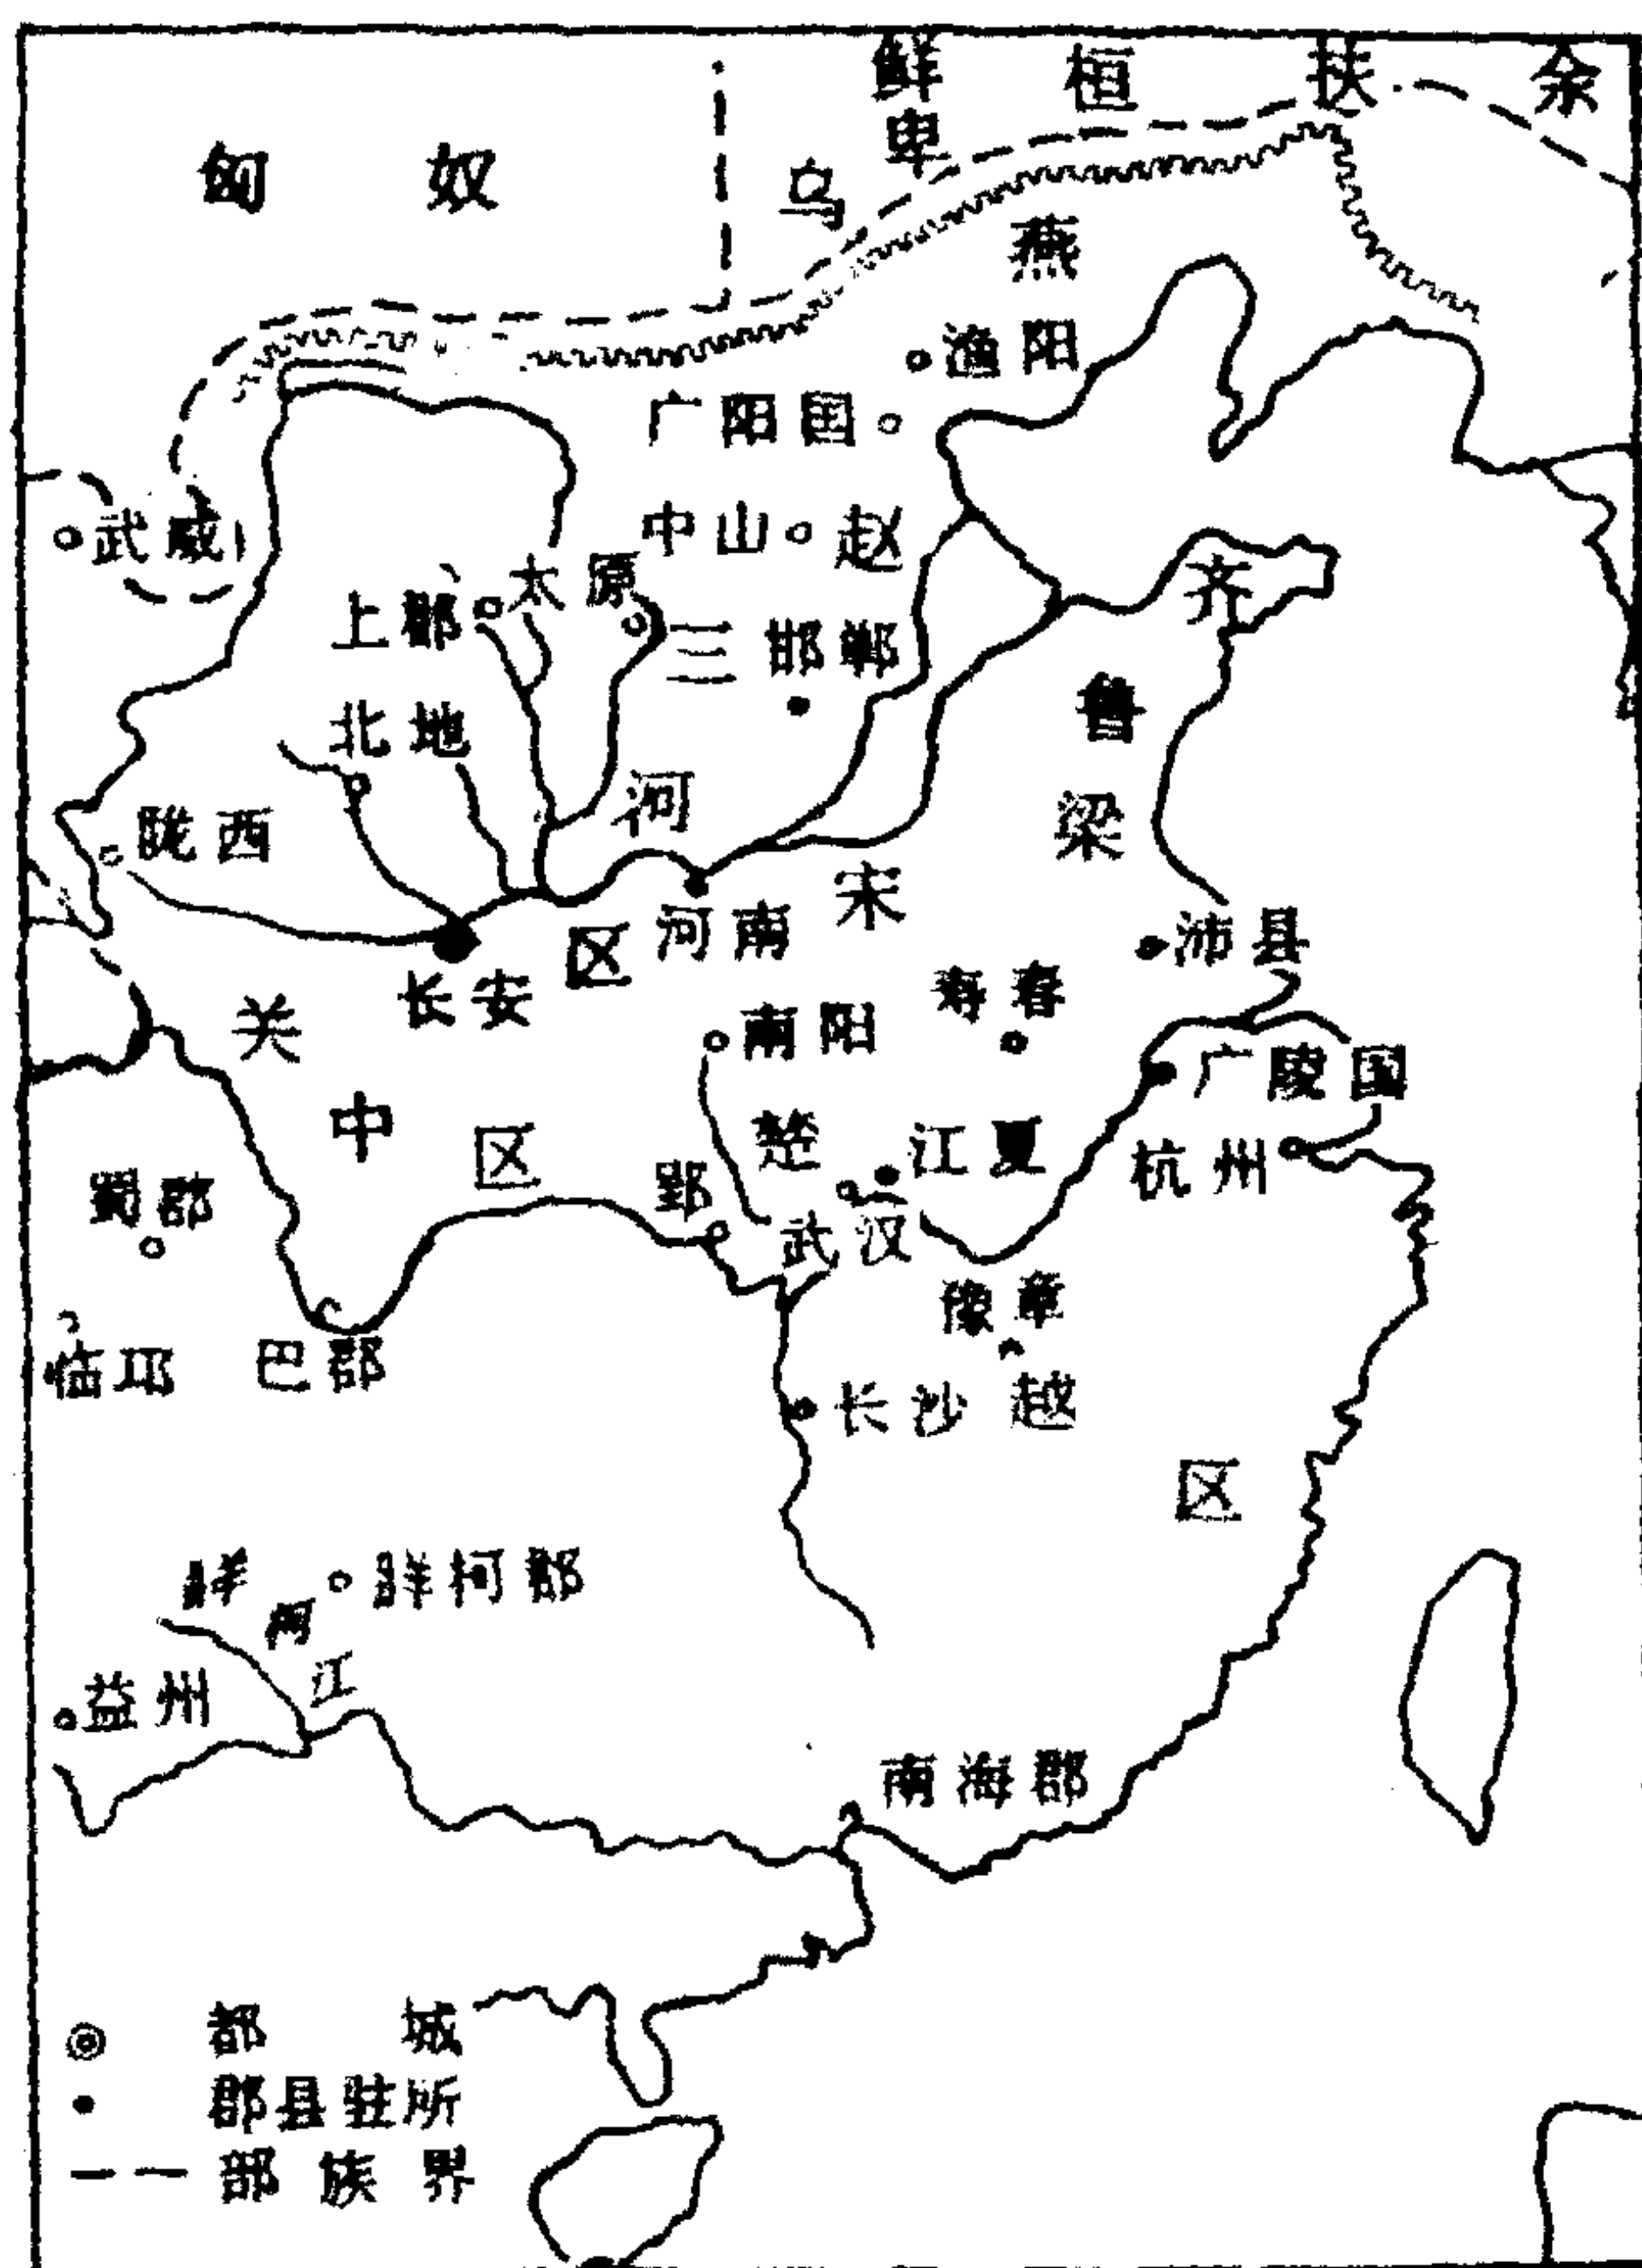 鲜卑
乌桓
扶余
匈奴
燕
渔阳
广阳国
武威
中山
赵
太原
上郡
齐
三河区
邯郸
鲁
北地
梁
陇西
宋
河南
沛县
长安
寿春
关中区
南阳
广陵国
楚
江夏
杭州
蜀郡
郢
武汉
豫章
临邛
巴郡
长沙
越区
牂柯郡
牂柯江
益州
南海郡
都城
郡县驻所
部族界